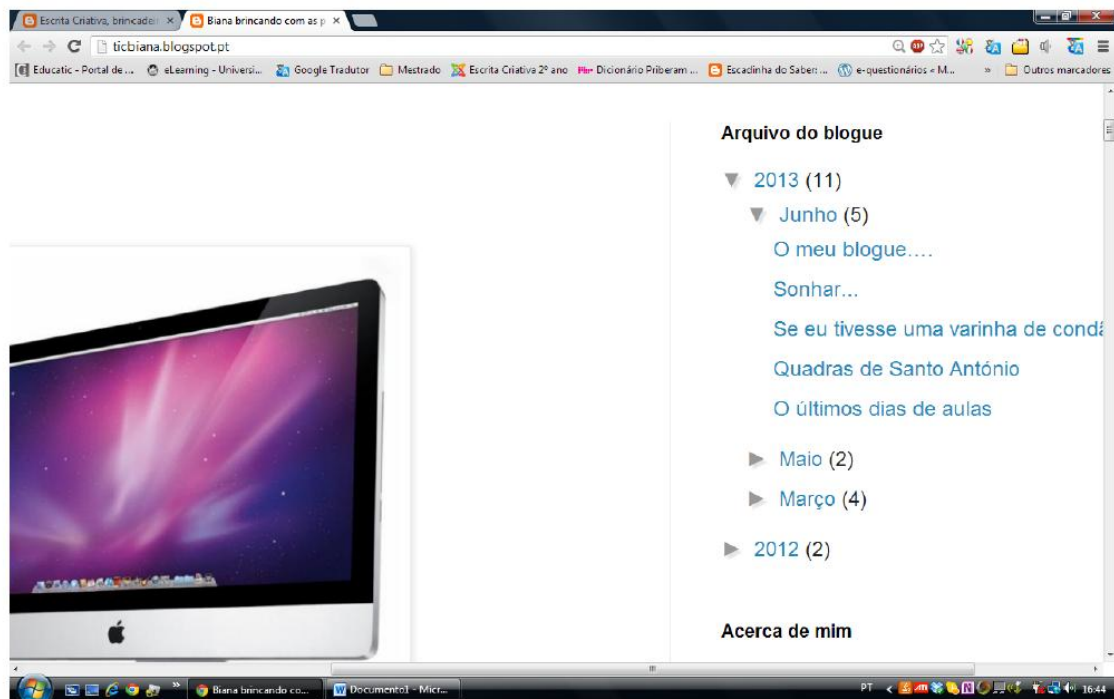 Escrita Criativa, brincadeir
Biana brincando com as p
ticbiana.blogspot.pt
Educatic - Portal de ...
eLearning - Universi...
Google Tradutor
Mestrado
Escrita Criativa 2º ano
Dicionário Priberam ...
Escadinha do Saber: ...
e-questionários « M...
»
Outros marcadores
Arquivo do blogue
▼ 2013 (11)
▼ Junho (5)
O meu blogue....
Sonhar...
Se eu tivesse uma varinha de condã
Quadras de Santo António
O últimos dias de aulas
► Maio (2)
► Março (4)
► 2012 (2)
Acerca de mim
Biana brincando co...
Documento1 - Micr...
PT
16:44